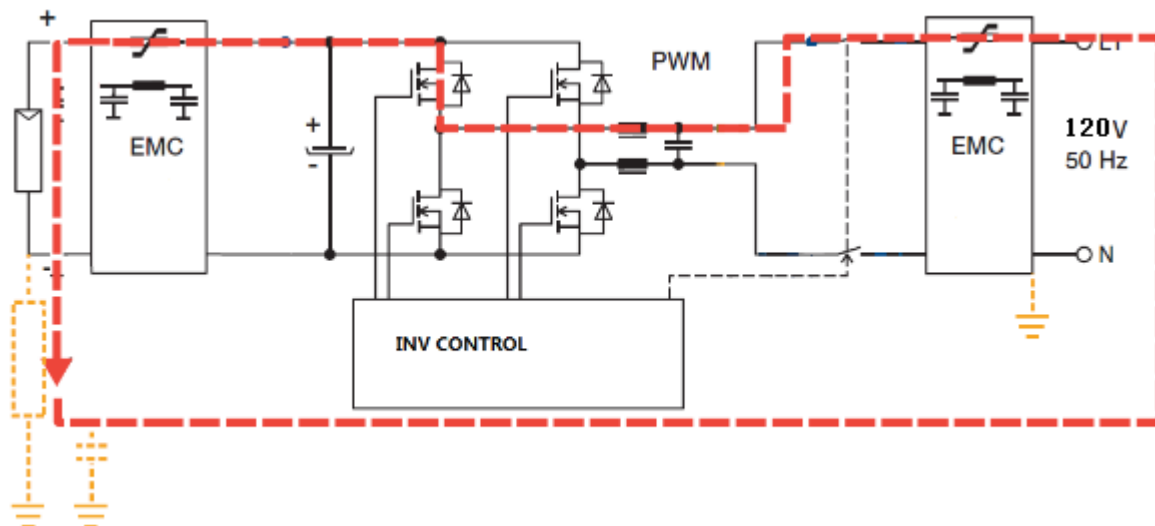 +
PWM
EMC
+
-
EMC
120V
50 Hz
-
N
INV CONTROL